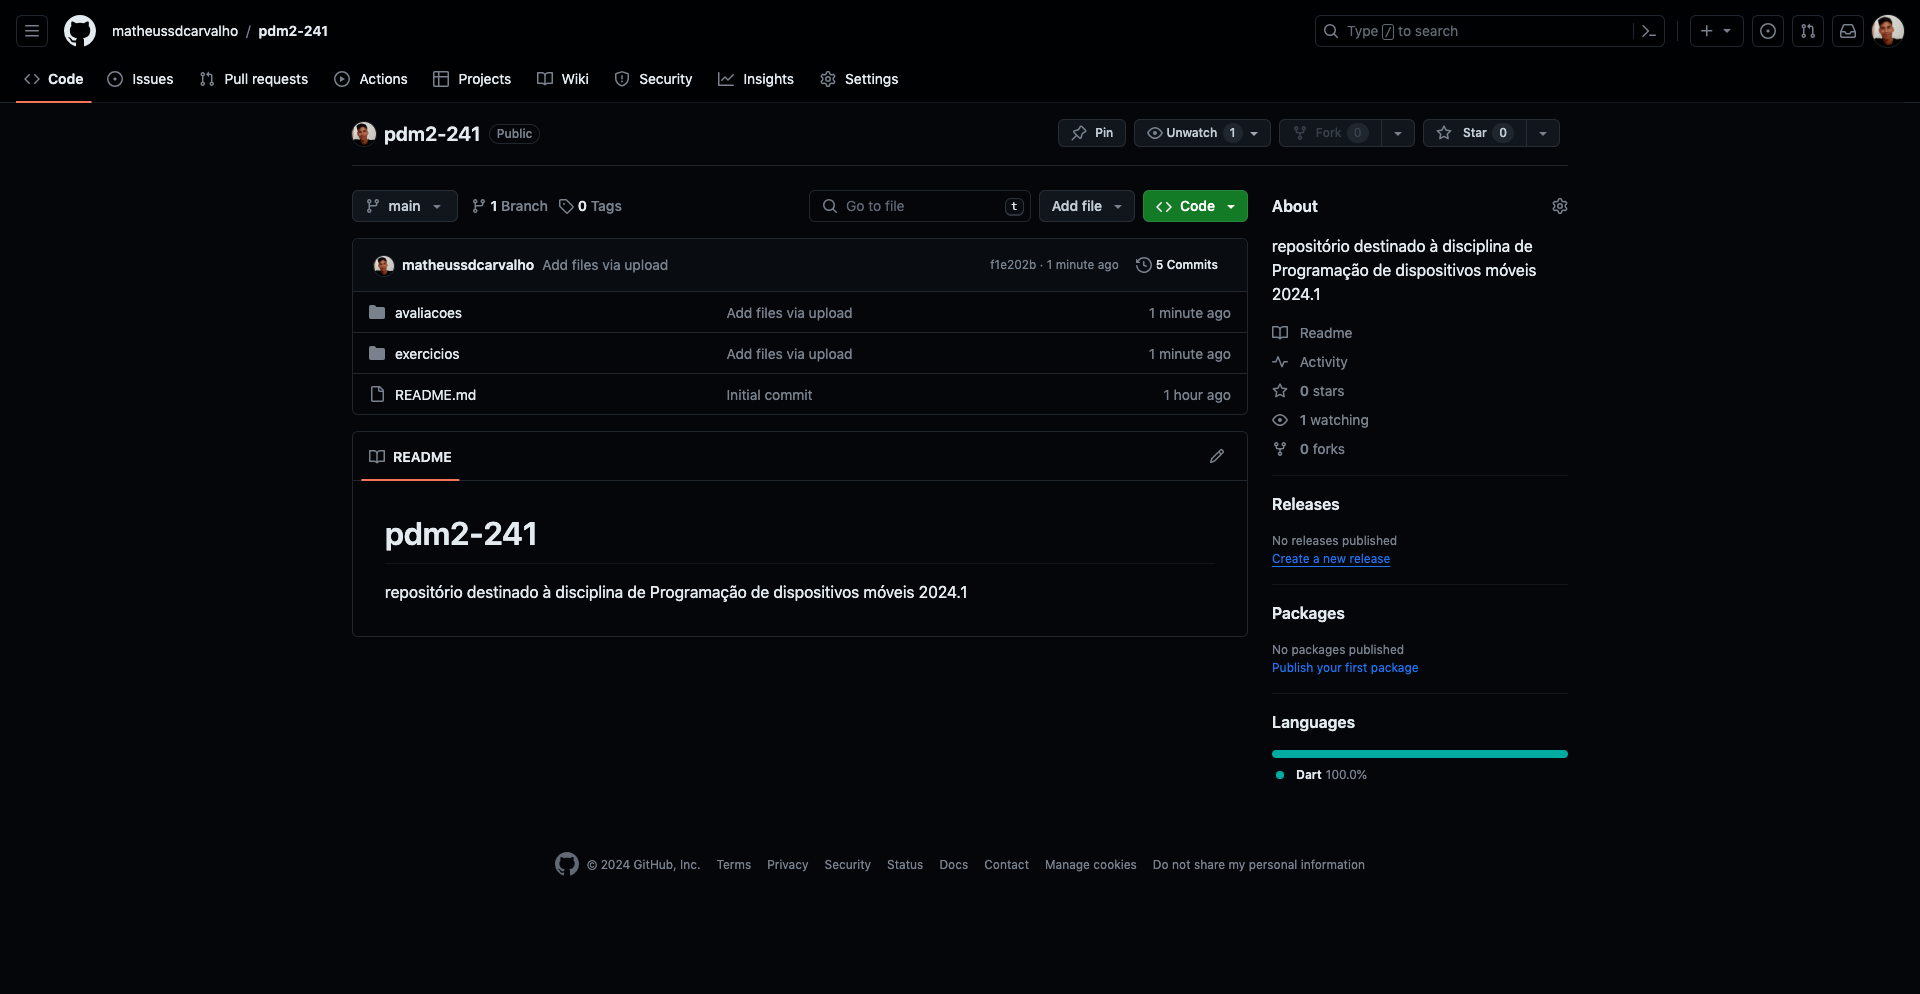 matheussdcarvalho / pdm2-241
Type / to search
Code Issues Pull requests Actions Projects Wiki Security Insights Settings
pdm2-241 Public
Pin Unwatch 1 Fork 0 Star 0
main 1 Branch 0 Tags
Go to file t Add file Code
matheussdcarvalho Add files via upload f1e202b · 1 minute ago 5 Commits
avaliacoes Add files via upload 1 minute ago
exercicios Add files via upload 1 minute ago
README.md Initial commit 1 hour ago
README
pdm2-241
repositório destinado à disciplina de Programação de dispositivos móveis 2024.1
About
repositório destinado à disciplina de
Programação de dispositivos móveis
2024.1
Readme
Activity
0 stars
1 watching
0 forks
Releases
No releases published
Create a new release
Packages
No packages published
Publish your first package
Languages
Dart 100.0%
© 2024 GitHub, Inc. Terms Privacy Security Status Docs Contact Manage cookies Do not share my personal information